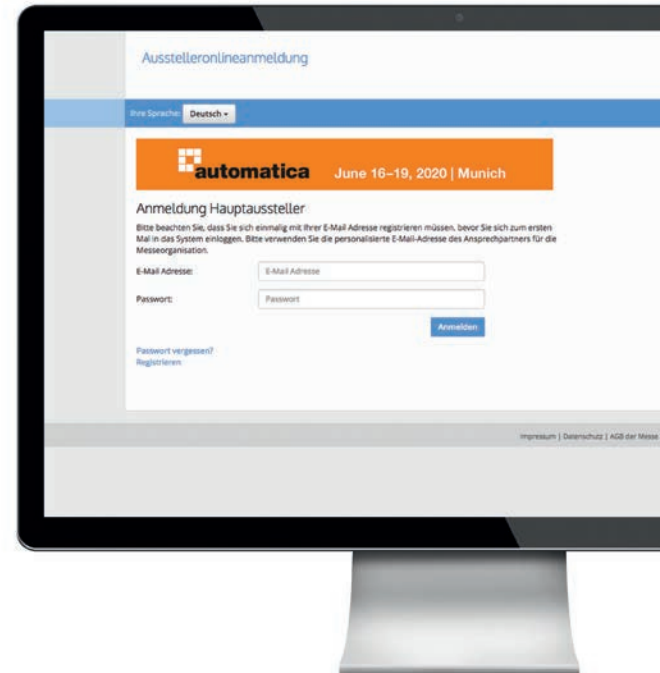 Ausstelleronlineanmeldung
Ihre Sprache: Deutsch
automatica June 16–19, 2020 | Munich
Anmeldung Hauptaussteller
Bitte beachten Sie, dass Sie sich einmalig mit Ihrer E-Mail Adresse registrieren müssen, bevor Sie sich zum ersten
Mal in das System einloggen. Bitte verwenden Sie die personalisierte E-Mail-Adresse des Ansprechpartners für die
Messeorganisation.
E-Mail Adresse: E-Mail Adresse
Passwort: Passwort
Anmelden
Passwort vergessen?
Registrieren
Impressum | Datenschutz | AGB der Messe